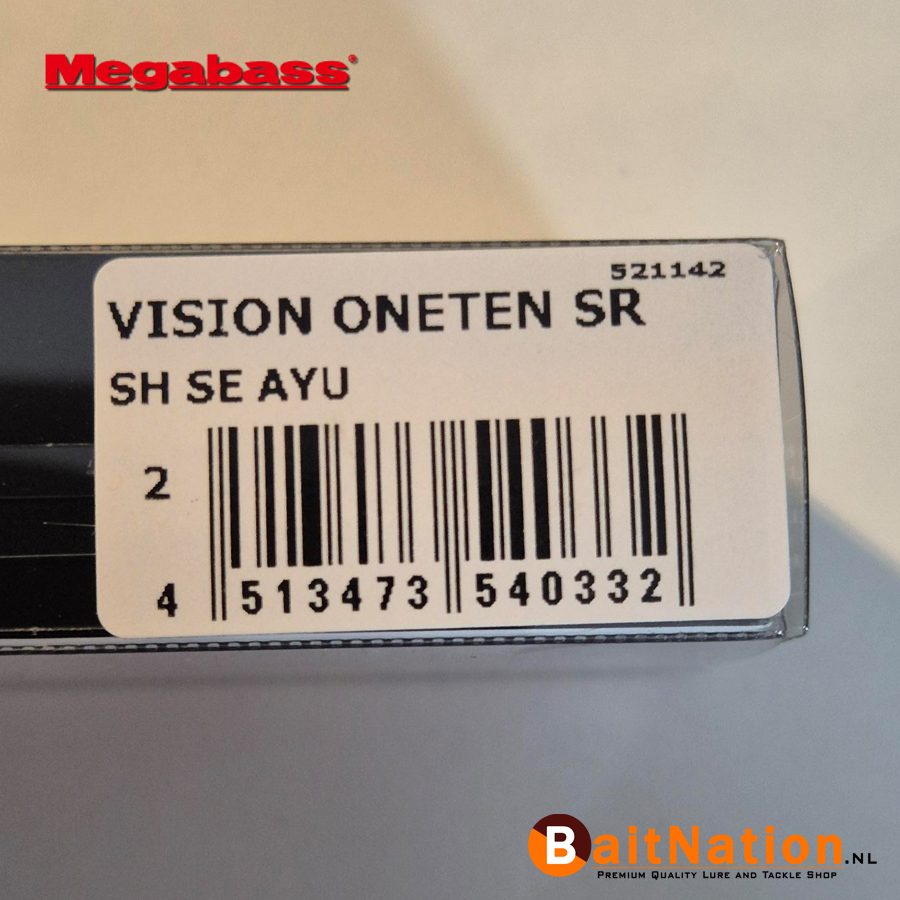 Megabass®
521142
VISION ONETEN SR
SH SE AYU
2
4 513473 540332
BaitNation.NL
Premium Quality Lure and Tackle Shop